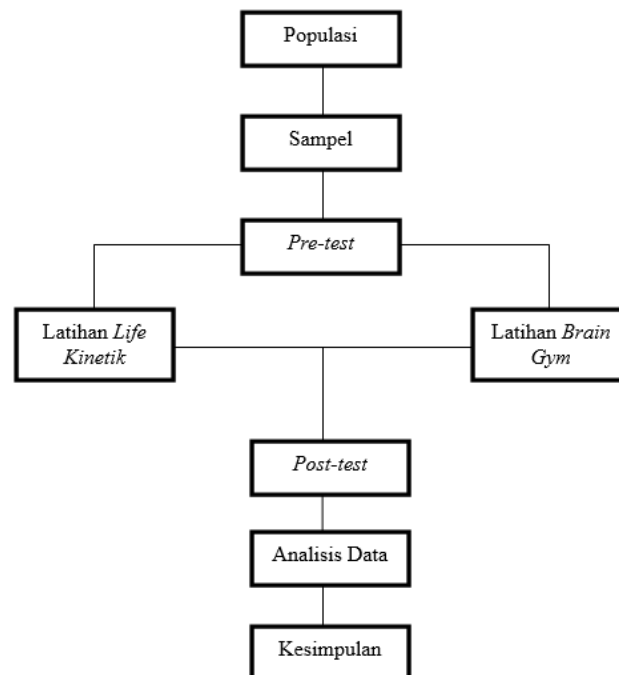 Populasi
Sampel
Pre-test
Latihan Life
Kinetik
Latihan Brain
Gym
Post-test
Analisis Data
Kesimpulan